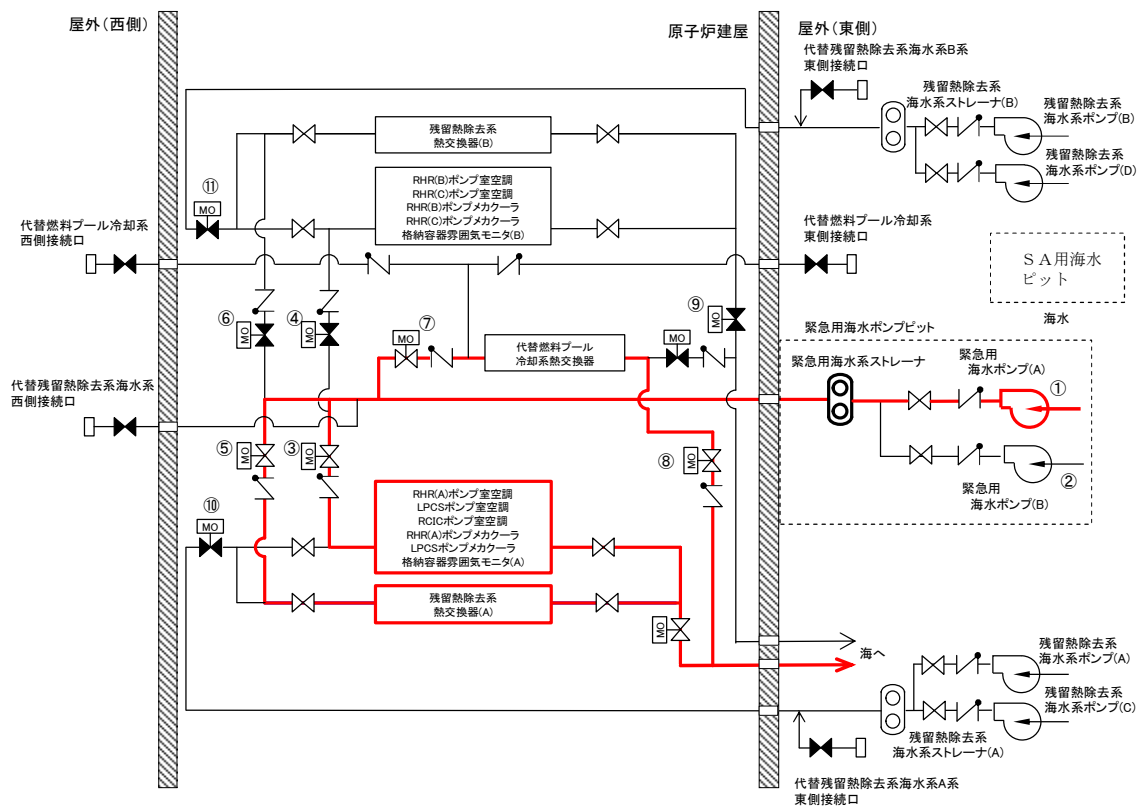 屋外(西側)
原子炉建屋
屋外(東側)
代替残留熱除去系海水系B系
東側接続口
残留熱除去系
海水系ストレーナ(B)
残留熱除去系
海水系ポンプ(B)
残留熱除去系
海水系ポンプ(D)
残留熱除去系
熱交換器(B)
⑪
MO
RHR(B)ポンプ室空調
RHR(C)ポンプ室空調
RHR(B)ポンプメカクーラ
RHR(C)ポンプメカクーラ
格納容器雰囲気モニタ(B)
代替燃料プール冷却系
西側接続口
代替燃料プール冷却系
東側接続口
SA用海水
ピット
海水
⑥
MO
④
MO
⑦
MO
⑨
MO
代替燃料プール
冷却系熱交換器
MO
緊急用海水ポンプピット
緊急用海水系ストレーナ
緊急用
海水ポンプ(A)
①
代替残留熱除去系海水系
西側接続口
⑤
MO
③
MO
⑧
MO
②
緊急用
海水ポンプ(B)
⑩
MO
RHR(A)ポンプ室空調
LPCSポンプ室空調
RCICポンプ室空調
RHR(A)ポンプメカクーラ
LPCSポンプメカクーラ
格納容器雰囲気モニタ(A)
残留熱除去系
熱交換器(A)
MO
海へ
残留熱除去系
海水系ポンプ(A)
残留熱除去系
海水系ポンプ(C)
残留熱除去系
海水系ストレーナ(A)
代替残留熱除去系海水系A系
東側接続口